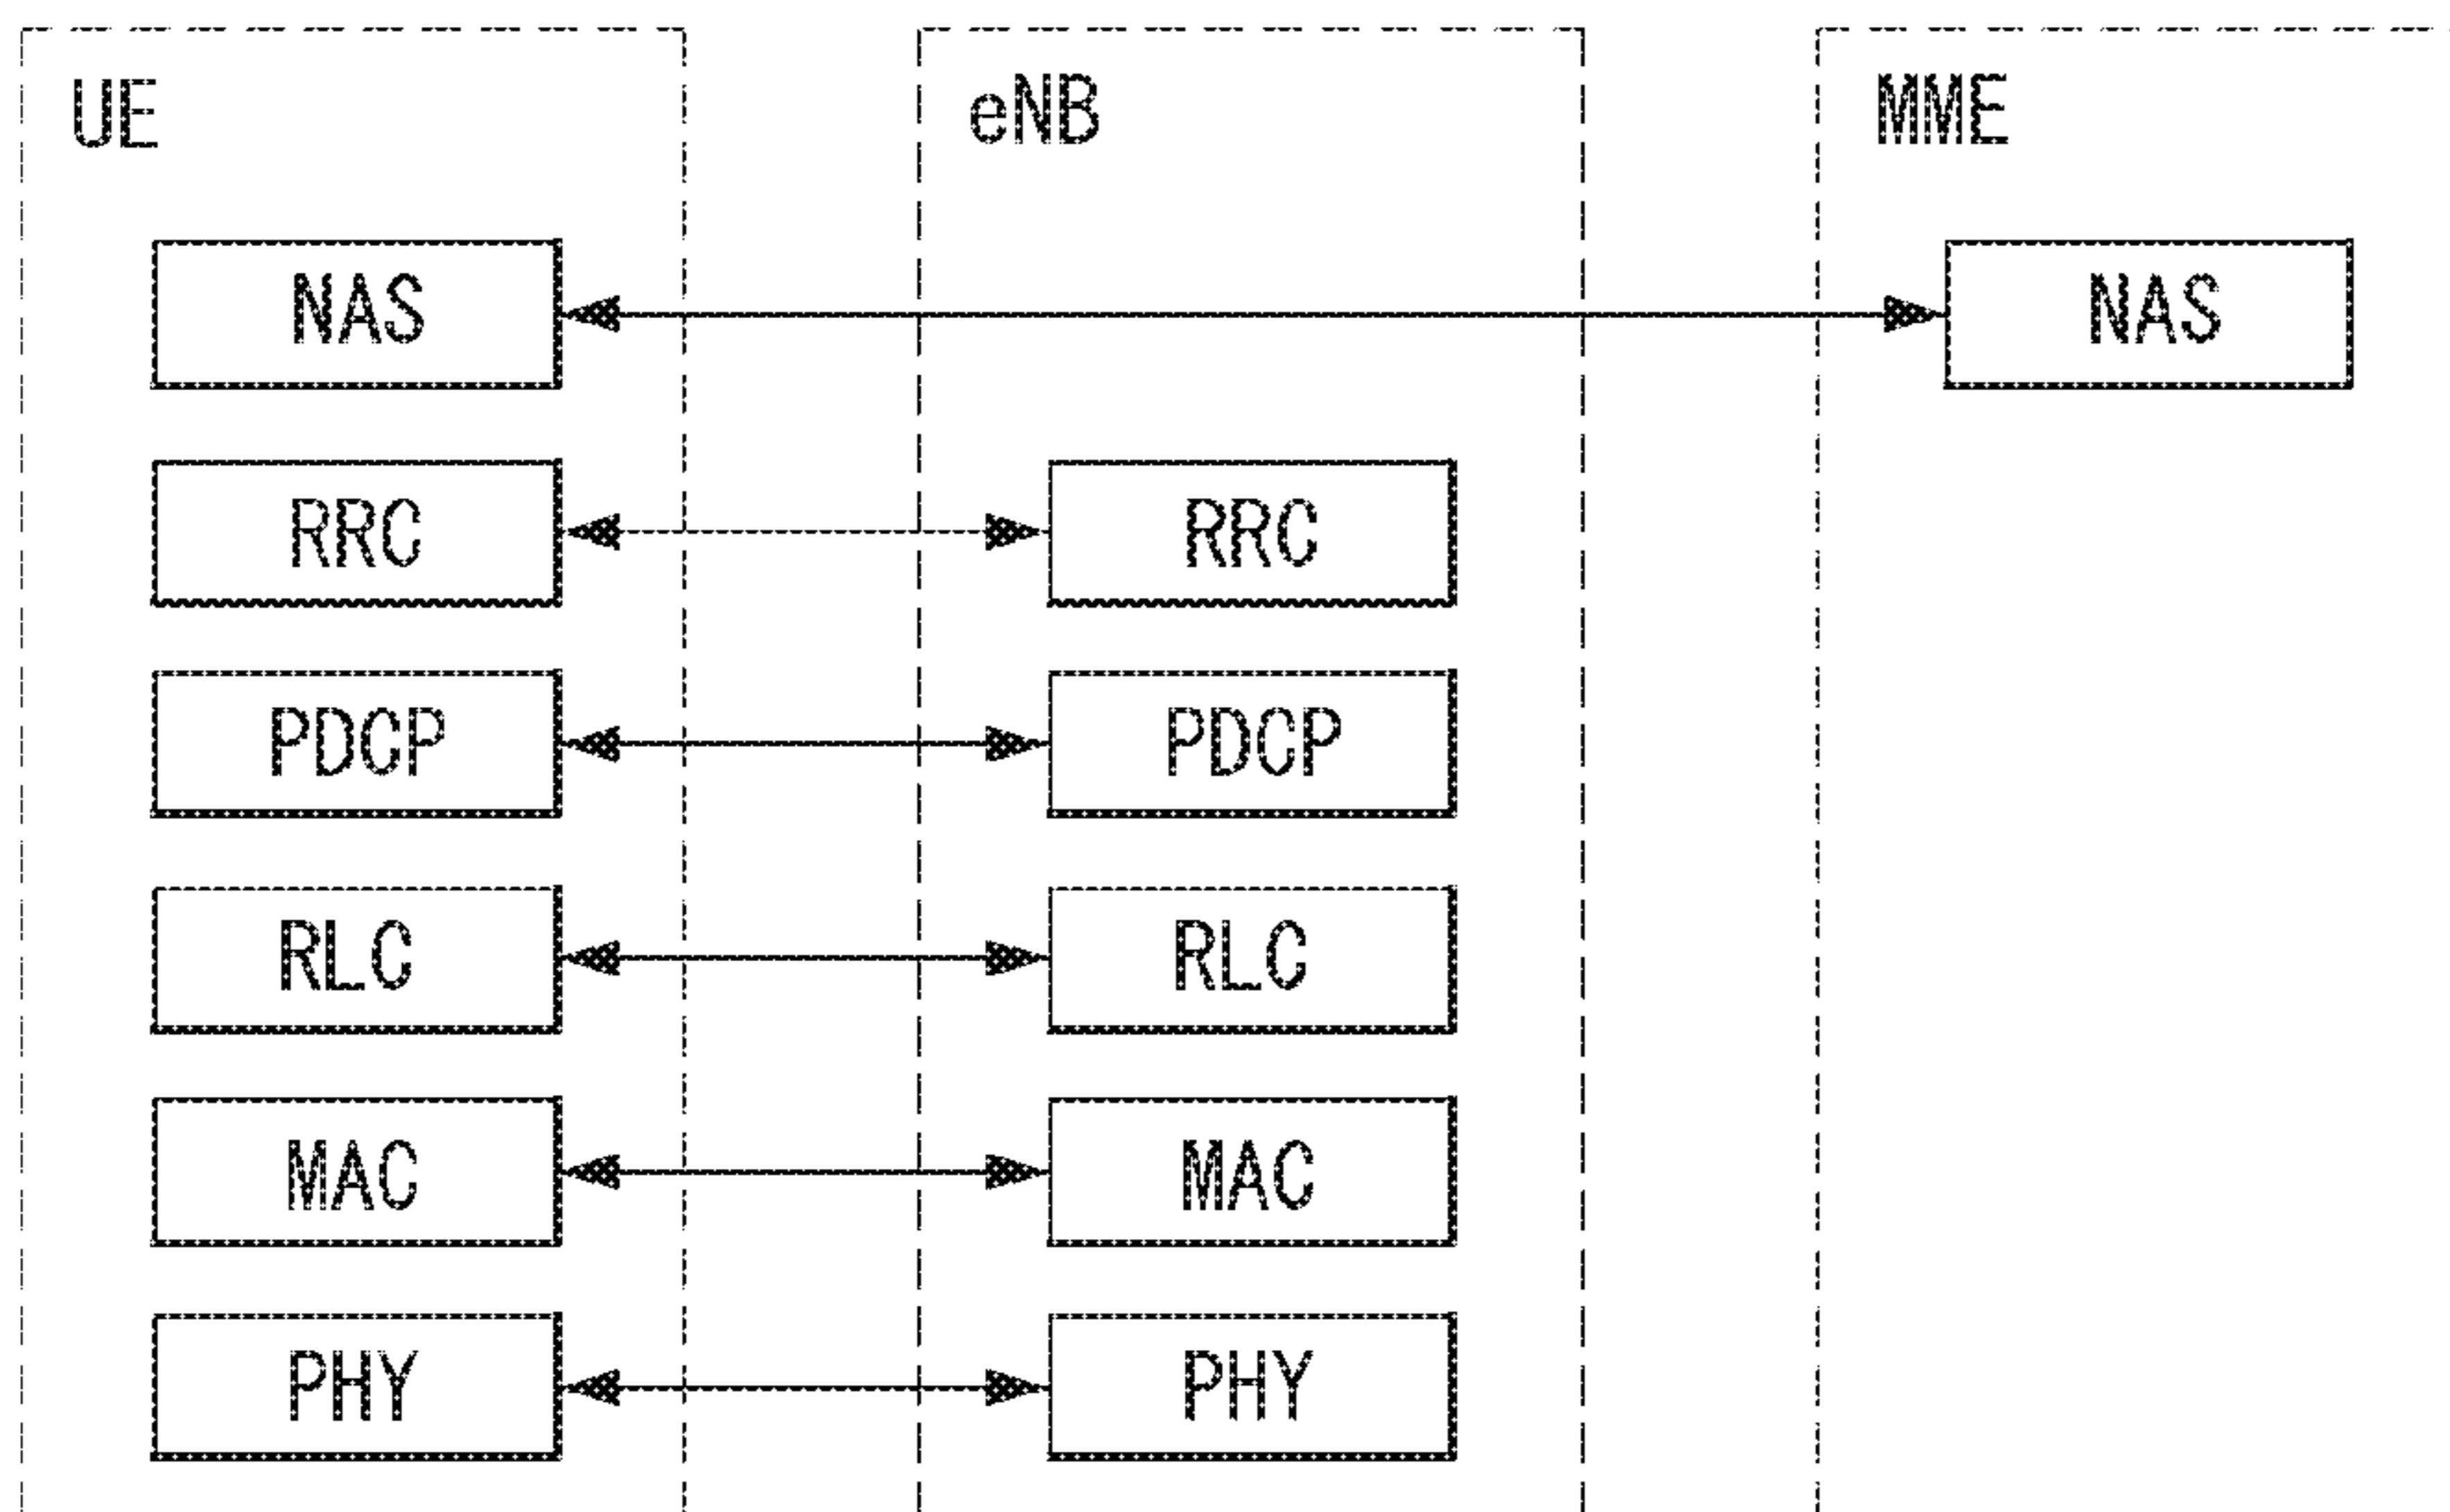 UE eNB MME
NAS NAS
RRC RRC
PDCP PDCP
RLC RLC
MAC MAC
PHY PHY